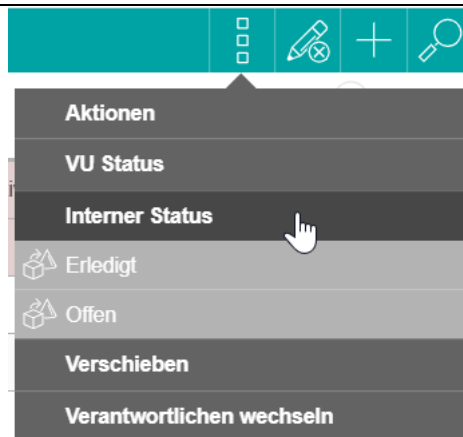 Aktionen
VU Status
Interner Status
Erledigt
Offen
Verschieben
Verantwortlichen wechseln